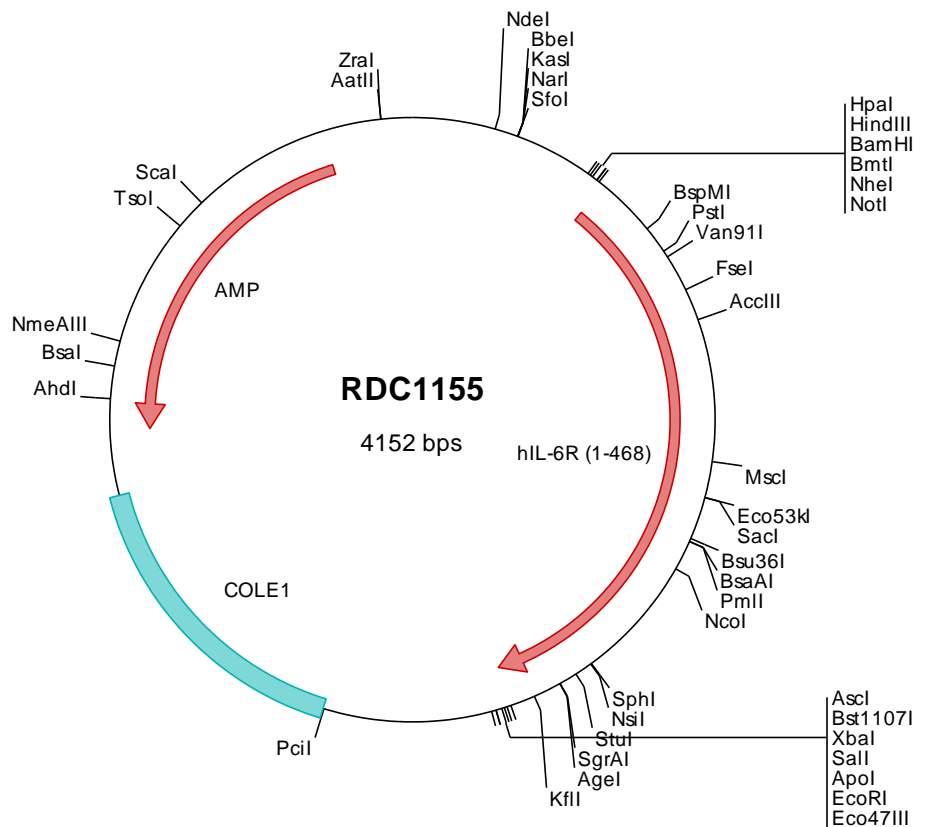 NdeI
BbeI
KasI
NarI
SfoI
ZraI
AatII
HpaI
HindIII
BamHI
BmtI
NheI
NotI
ScaI
TsoI
BspMI
PstI
Van91I
FseI
AccIII
AMP
NmeAIII
BsaI
AhdI
RDC1155
4152 bps
hIL-6R (1-468)
MscI
Eco53kI
SacI
Bsu36I
BsaAI
PmlI
NcoI
COLE1
SphI
NsiI
StuI
SgrAI
AgeI
KflI
PciI
AscI
Bst1107I
XbaI
SalI
ApoI
EcoRI
Eco47III